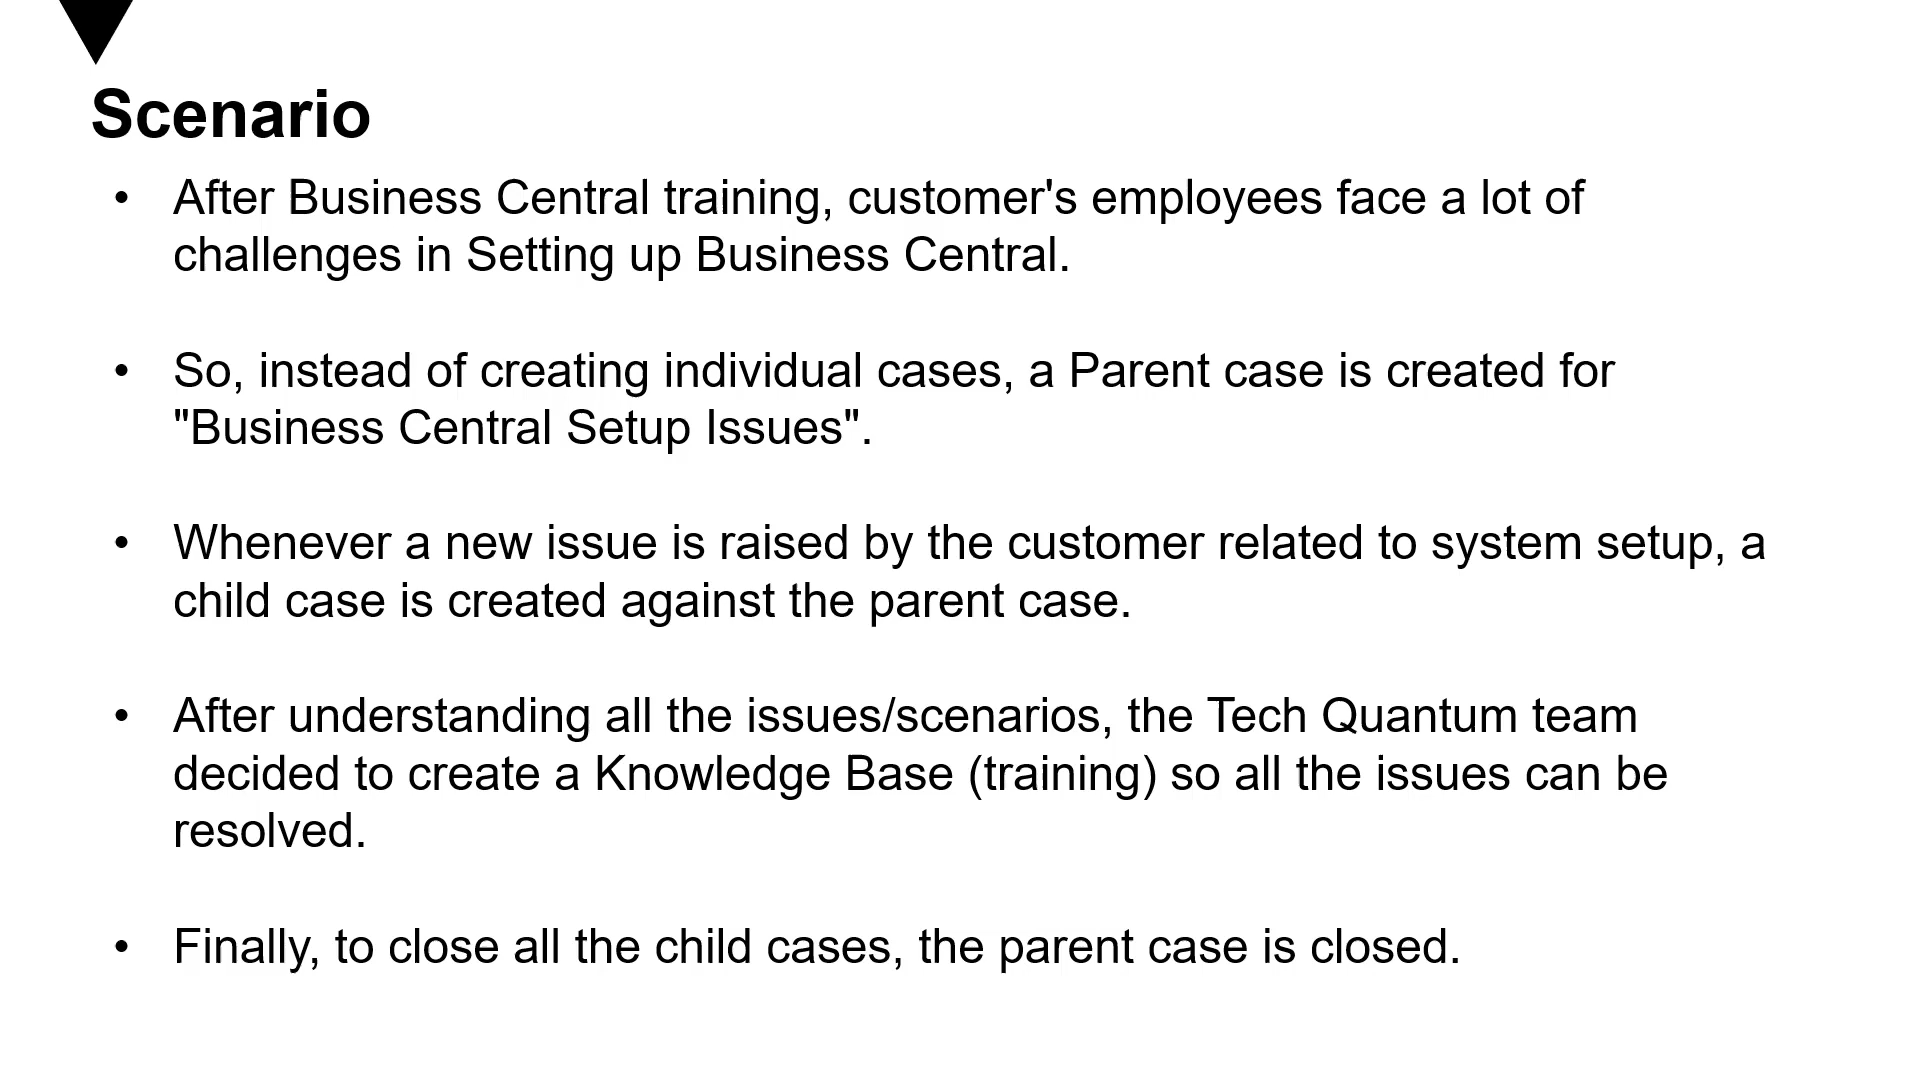 Scenario
• After Business Central training, customer's employees face a lot of
challenges in Setting up Business Central.
• So, instead of creating individual cases, a Parent case is created for
"Business Central Setup Issues".
• Whenever a new issue is raised by the customer related to system setup, a
child case is created against the parent case.
• After understanding all the issues/scenarios, the Tech Quantum team
decided to create a Knowledge Base (training) so all the issues can be
resolved.
• Finally, to close all the child cases, the parent case is closed.